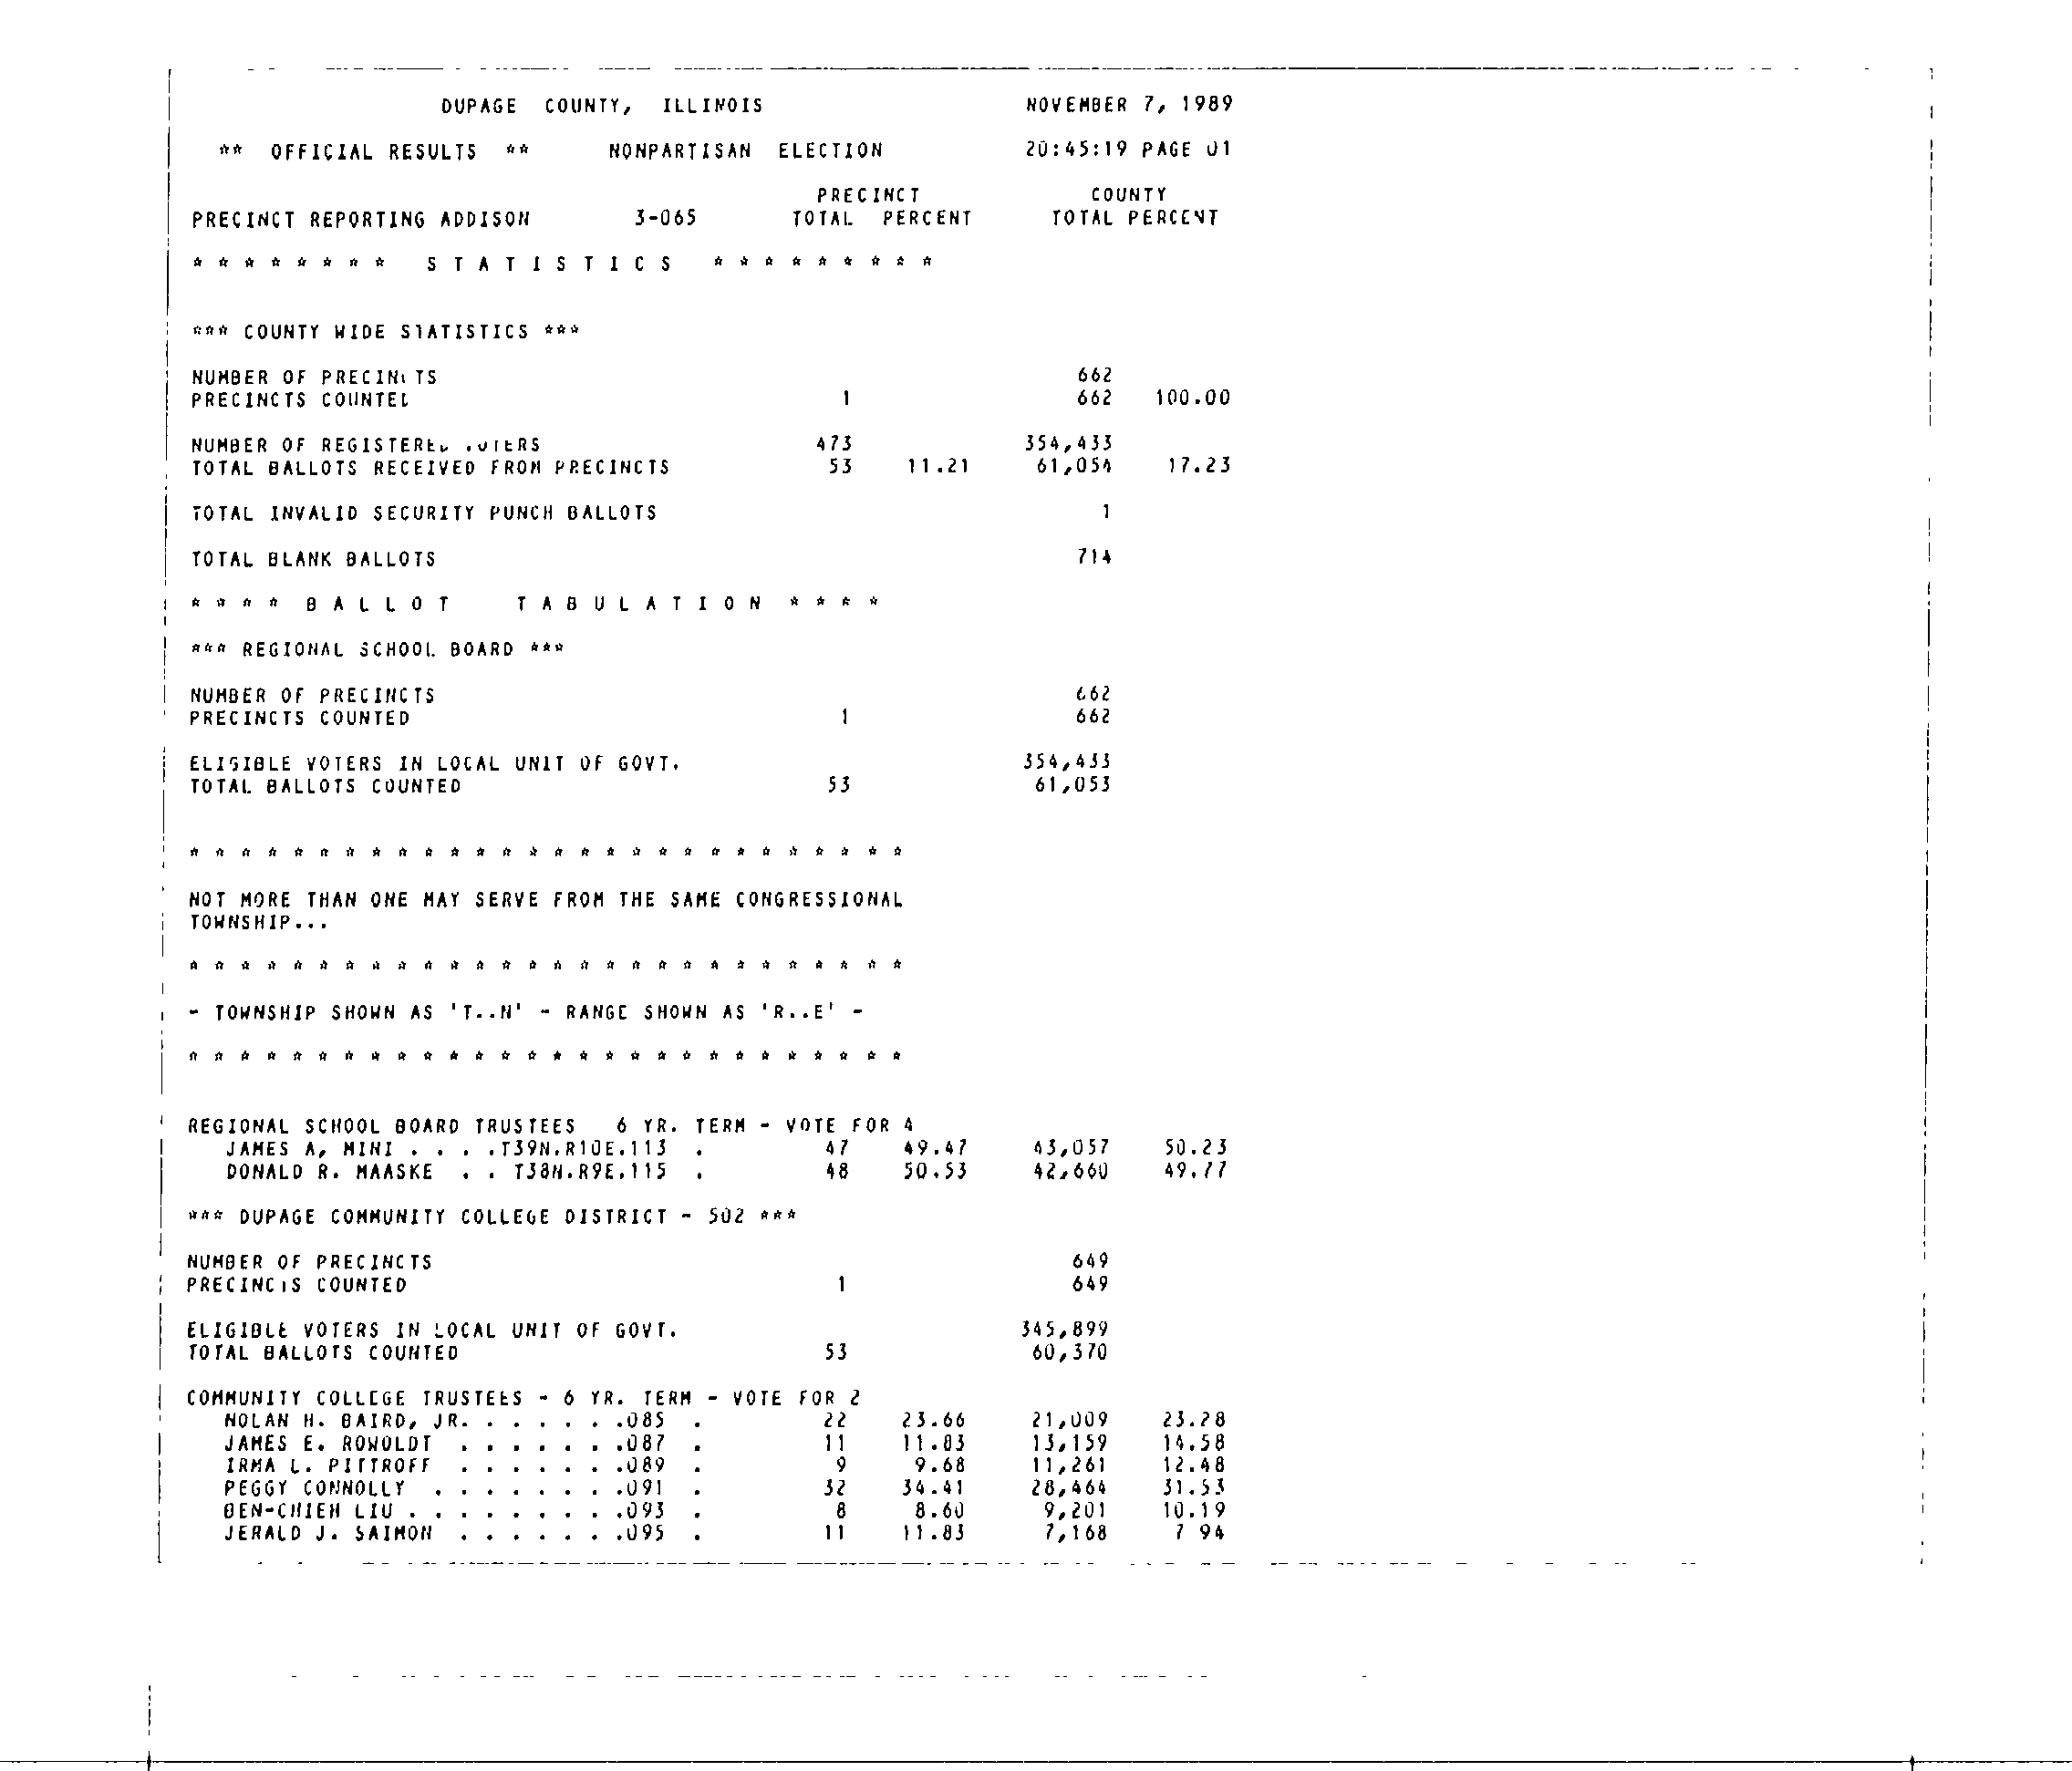 DUPAGE COUNTY, ILLINOIS NOVEMBER 7, 1989
** OFFICIAL RESULTS ** NONPARTISAN ELECTION 20:45:19 PAGE 01
PRECINCT COUNTY
PRECINCT REPORTING ADDISON 3-065 TOTAL PERCENT TOTAL PERCENT
* * * * * * * * S T A T I S T I C S * * * * * * * * *
*** COUNTY WIDE STATISTICS ***
NUMBER OF PRECINCTS 662
PRECINCTS COUNTED 1 662 100.00
NUMBER OF REGISTERED VOTERS 473 354,433
TOTAL BALLOTS RECEIVED FROM PRECINCTS 53 11.21 61,054 17.23
TOTAL INVALID SECURITY PUNCH BALLOTS 1
TOTAL BLANK BALLOTS 714
* * * * B A L L O T T A B U L A T I O N * * * *
*** REGIONAL SCHOOL BOARD ***
NUMBER OF PRECINCTS 662
PRECINCTS COUNTED 1 662
ELIGIBLE VOTERS IN LOCAL UNIT OF GOVT. 354,433
TOTAL BALLOTS COUNTED 53 61,053
* * * * * * * * * * * * * * * * * * * * * * * * * * * *
NOT MORE THAN ONE MAY SERVE FROM THE SAME CONGRESSIONAL
TOWNSHIP...
* * * * * * * * * * * * * * * * * * * * * * * * * * * *
- TOWNSHIP SHOWN AS 'T..N' - RANGE SHOWN AS 'R..E' -
* * * * * * * * * * * * * * * * * * * * * * * * * * * *
REGIONAL SCHOOL BOARD TRUSTEES 6 YR. TERM - VOTE FOR 4
JAMES A, MINI . . . .T39N.R10E.113 . 47 49.47 43,057 50.23
DONALD R. MAASKE . . T38N.R9E.115 . 48 50.53 42,660 49.77
*** DUPAGE COMMUNITY COLLEGE DISTRICT - 502 ***
NUMBER OF PRECINCTS 649
PRECINCTS COUNTED 1 649
ELIGIBLE VOTERS IN LOCAL UNIT OF GOVT. 345,899
TOTAL BALLOTS COUNTED 53 60,370
COMMUNITY COLLEGE TRUSTEES - 6 YR. TERM - VOTE FOR 2
NOLAN H. BAIRD, JR. . . . . . .085 . 22 23.66 21,009 23.28
JAMES E. ROWOLDT . . . . . . .087 . 11 11.83 13,159 14.58
IRMA L. PITTROFF . . . . . . .089 . 9 9.68 11,261 12.48
PEGGY CONNOLLY . . . . . . . .091 . 32 34.41 28,464 31.53
BEN-CHIEH LIU . . . . . . . . .093 . 8 8.60 9,201 10.19
JERALD J. SAIMON . . . . . . .095 . 11 11.83 7,168 7 94